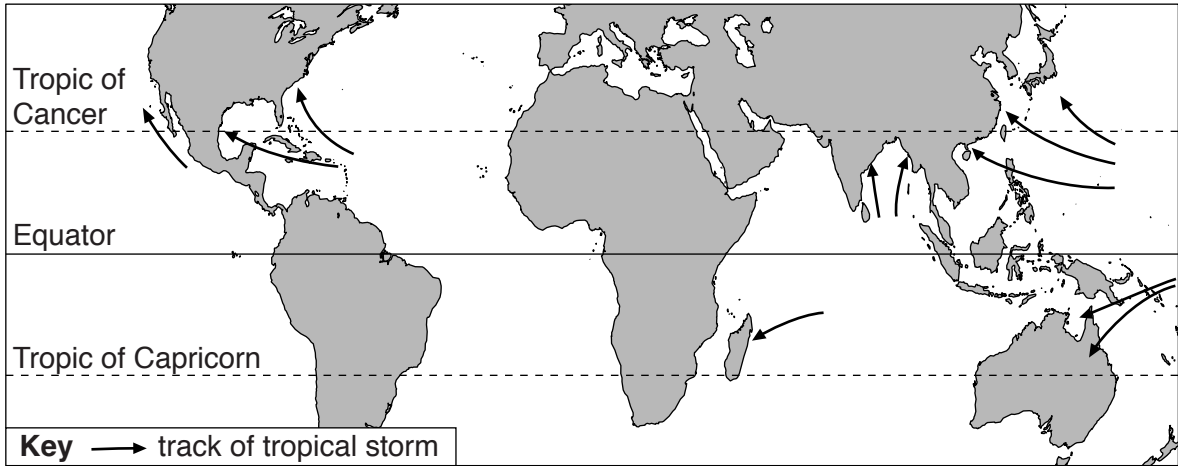 Tropic of
Cancer
Equator
Tropic of Capricorn
Key track of tropical storm